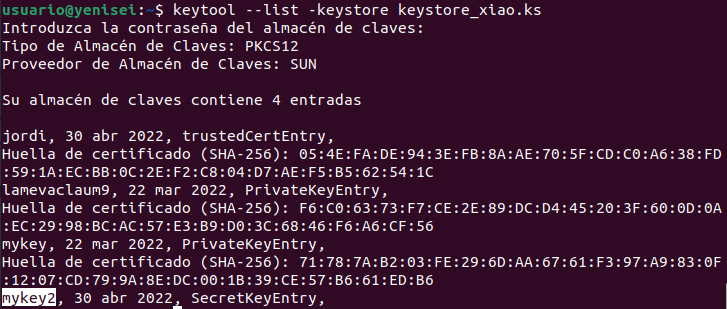 usuario@yenisei:~$ keytool --list -keystore keystore_xiao.ks
Introduzca la contraseña del almacén de claves:
Tipo de Almacén de Claves: PKCS12
Proveedor de Almacén de Claves: SUN
Su almacén de claves contiene 4 entradas
jordi, 30 abr 2022, trustedCertEntry,
Huella de certificado (SHA-256): 05:4E:FA:DE:94:3E:FB:8A:AE:70:5F:CD:C0:A6:38:FD
:59:1A:EC:BB:0C:2E:F2:C8:04:D7:AE:F5:B5:62:54:1C
lamevaclaum9, 22 mar 2022, PrivateKeyEntry,
Huella de certificado (SHA-256): F6:C0:63:73:F7:CE:2E:89:DC:D4:45:20:3F:60:0D:0A
:EC:29:98:BC:AC:57:E3:B9:D0:3C:68:46:F6:A6:CF:56
mykey, 22 mar 2022, PrivateKeyEntry,
Huella de certificado (SHA-256): 71:78:7A:B2:03:FE:29:6D:AA:67:61:F3:97:A9:83:0F
:12:07:CD:79:9A:8E:DC:00:1B:39:CE:57:B6:61:ED:B6
mykey2, 30 abr 2022, SecretKeyEntry,